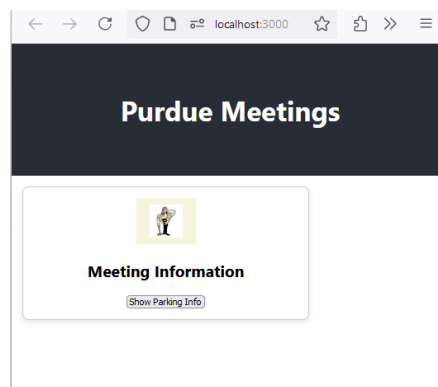 localhost:3000
Purdue Meetings
Meeting Information
Show Parking Info